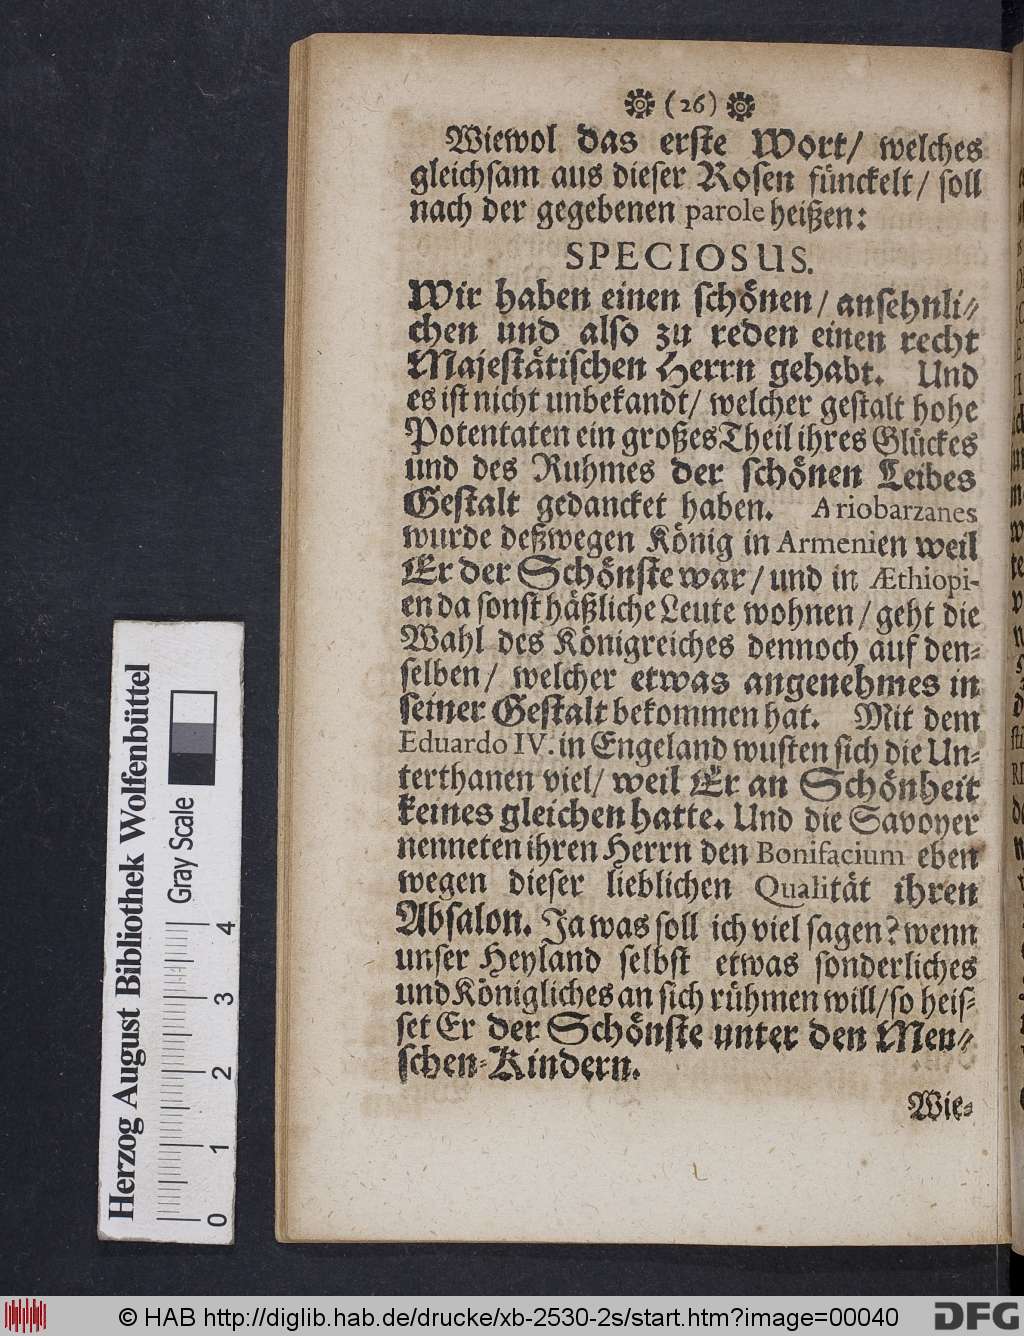 (26)
Wiewol das erste Wort/ welches
gleichsam aus dieser Rosen fünckelt/ soll
nach der gegebenen parole heißen:
SPECIOSUS.
Wir haben einen schönen/ ansehnli-
chen und also zu reden einen recht
Majestätischen Herrn gehabt. Und
es ist nicht unbekandt/ welcher gestalt hohe
Potentaten ein großes Theil ihres Glückes
und des Ruhmes der schönen Leibes
Gestalt gedancket haben. Ariobarzanes
wurde deßwegen König in Armenien weil
Er der Schönste war/ und in Æthiopi-
en da sonst häßliche Leute wohnen/ geht die
Wahl des Königreiches dennoch auf den-
selben/ welcher etwas angenehmes in
seiner Gestalt bekommen hat. Mit dem
Eduardo IV. in Engeland wusten sich die Un-
terthanen viel/ weil Er an Schönheit
keines gleichen hatte. Und die Savoyer
nenneten ihren Herrn den Bonifacium eben
wegen dieser lieblichen Qualität ihren
Absalon. Ja was soll ich viel sagen? wenn
unser Heyland selbst etwas sonderliches
und Königliches an sich rühmen will/ so heis-
set Er der Schönste unter den Men-
schen-Kindern.
Wie-
Herzog August Bibliothek Wolfenbüttel
Gray Scale
0 1 2 3 4
© HAB http://diglib.hab.de/drucke/xb-2530-2s/start.htm?image=00040
DFG